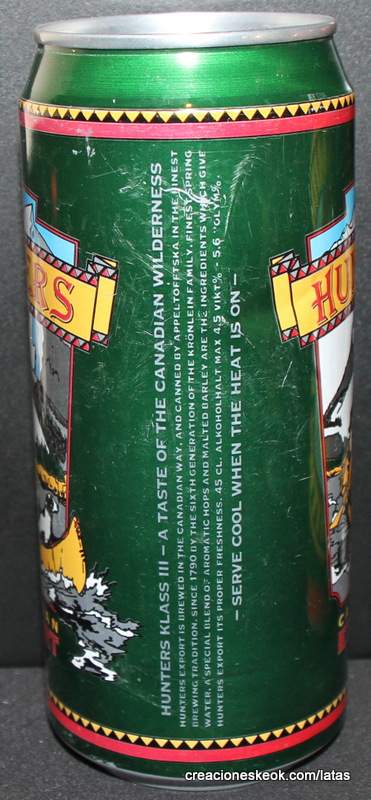 HUNTERS KLASS III – A TASTE OF THE CANADIAN WILDERNESS
HUNTERS EXPORT IS BREWED IN THE CANADIAN WAY, AND CANNED BY APPELTOFFTSKA IN THE FINEST
BREWING TRADITION, SINCE 1790 BY THE SIXTH GENERATION OF THE KRÖNLEIN FAMILY. FINEST SPRING
WATER, A SPECIAL BLEND OF AROMATIC HOPS AND MALTED BARLEY ARE THE INGREDIENTS WHICH GIVE
HUNTERS EXPORT ITS PROPER FRESHNESS. 45 CL. ALKOHOLHALT MAX 4,5 VIKT% - 5,6 VOLYM%.
– SERVE COOL WHEN THE HEAT IS ON –
ERS
HU
creacioneskeok.com/latas